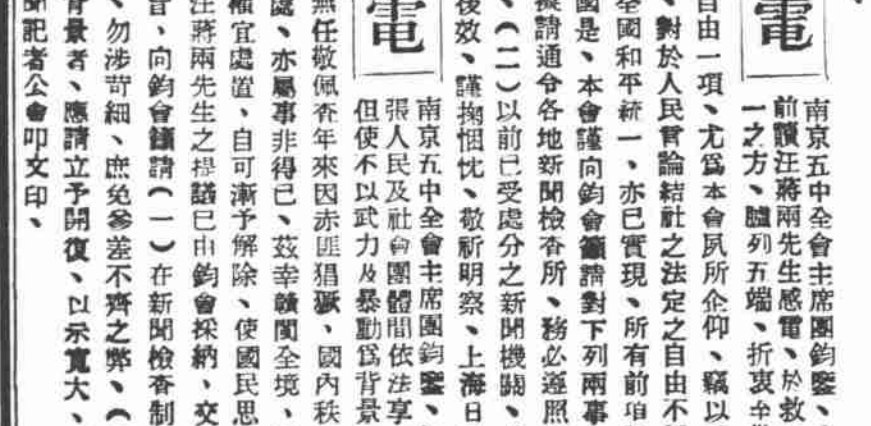 電
南京五中全會主席團鈞鑒、
前讀汪蔣兩先生感電、於救
一之方、臚列五端、折衷至
自由一項、尤爲本會夙所企仰、竊以
、對於人民言論結社之法定之自由不
全國和平統一、亦已實現、所有前項
國是、本會謹向鈞會籲請對下列兩事
擬請通令各地新聞檢查所、務必遵照
、(二)以前已受處分之新聞機關、
後效、謹掬悃忱、敬祈明察、上海日
電
南京五中全會主席團鈞鑒、
張人民及社會團體間依法享
但使不以武力及暴動爲背景
無任敬佩查年來因赤匪猖獗、國內秩
處、亦屬事非得已、茲幸贛閩全境、
權宜處置、自可漸予解除、使國民思
汪蔣兩先生之提議已由鈞會採納、交
音、向鈞會籲請(一)在新聞檢查制
、勿涉苛細、庶免參差不齊之弊、(
背景者、應請立予開復、以示寬大、
聞記者公會叩文印、